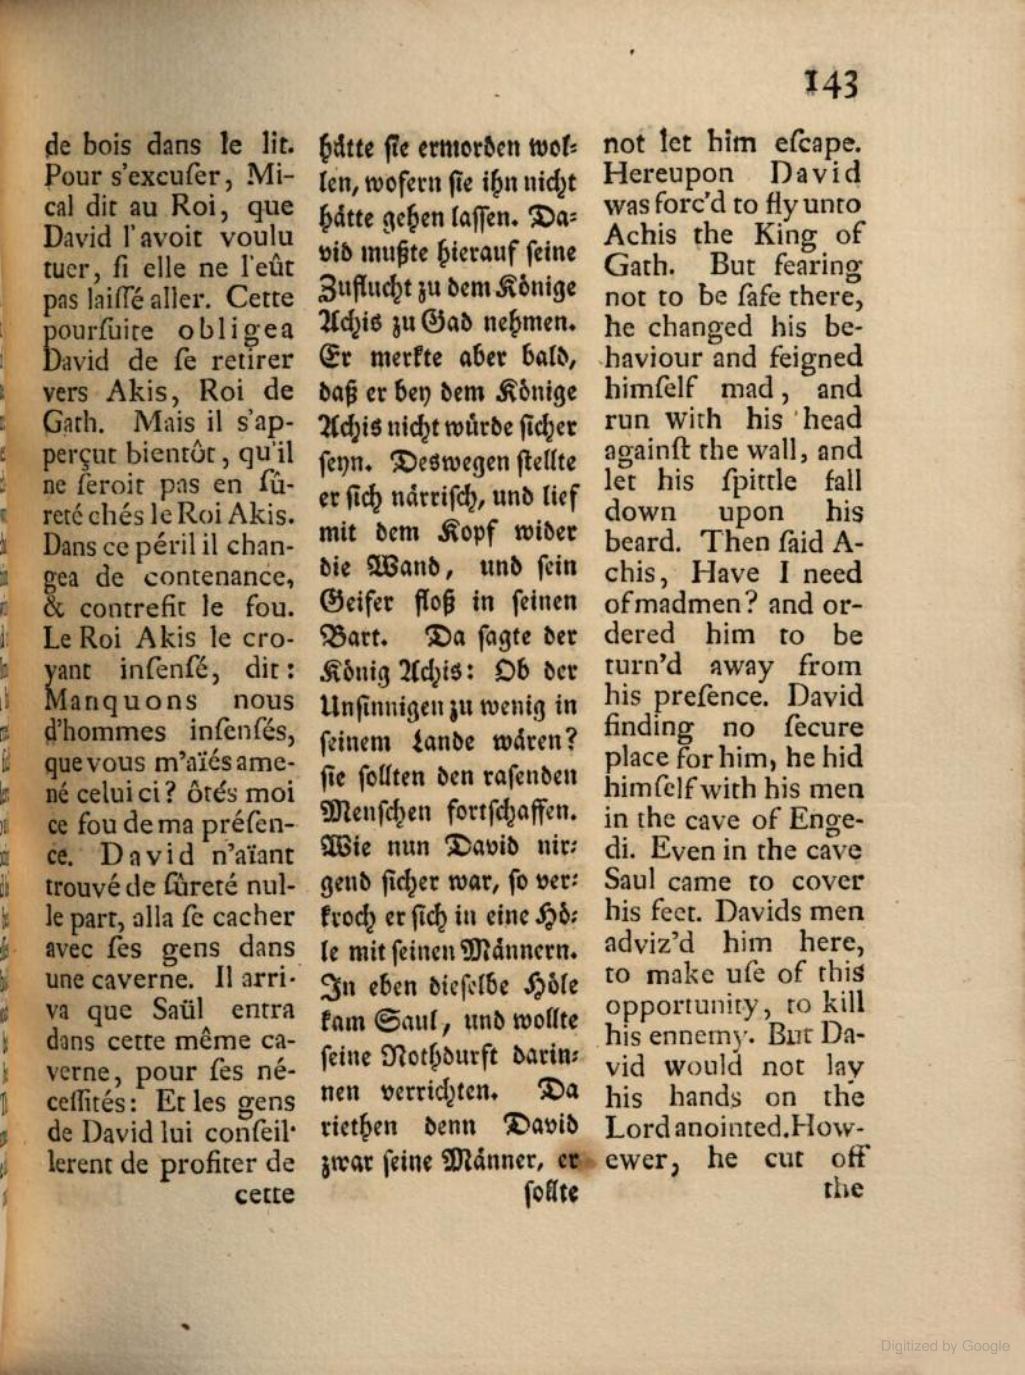 143
de bois dans le lit.
Pour s'excuſer, Mi-
cal dit au Roi, que
David l'avoit voulu
tuer, ſi elle ne l'eût
pas laiſſé aller. Cette
pourſuite obligea
David de ſe retirer
vers Akis, Roi de
Gath. Mais il s'ap-
perçut bientôt, qu'il
ne ſeroit pas en ſû-
reté chés le Roi Akis.
Dans ce péril il chan-
gea de contenance,
& contrefit le fou.
Le Roi Akis le cro-
yant inſenſé, dit:
Manquons nous
d'hommes inſenſés,
que vous m'aïés ame-
né celui ci? ôtés moi
ce fou de ma préſen-
ce. David n'aïant
trouvé de ſûreté nul-
le part, alla ſe cacher
avec ſes gens dans
une caverne. Il arri-
va que Saül entra
dans cette même ca-
verne, pour ſes né-
ceſſités: Et les gens
de David lui conſeil-
lerent de profiter de
cette
hätte ſie ermorden wol-
len, wofern ſie ihn nicht
hätte gehen laſſen. Da-
vid mußte hierauf ſeine
Zuflucht zu dem Könige
Achis zu Gad nehmen.
Er merkte aber bald,
daß er bey dem Könige
Achis nicht würde ſicher
ſeyn. Deswegen ſtellte
er ſich närriſch, und lief
mit dem Kopf wider
die Wand, und ſein
Geifer floß in ſeinen
Bart. Da ſagte der
König Achis: Ob der
Unſinnigen zu wenig in
ſeinem Lande wären?
ſie ſollten den raſenden
Menſchen fortſchaffen.
Wie nun David nir-
gend ſicher war, ſo ver-
kroch er ſich in eine Hö-
le mit ſeinen Männern.
In eben dieſelbe Höle
kam Saul, und wollte
ſeine Nothdurft darin-
nen verrichten. Da
riethen denn David
zwar ſeine Männer, er
ſollte
not let him eſcape.
Hereupon David
was forc'd to fly unto
Achis the King of
Gath. But fearing
not to be ſafe there,
he changed his be-
haviour and feigned
himſelf mad, and
run with his head
againſt the wall, and
let his ſpittle fall
down upon his
beard. Then ſaid A-
chis, Have I need
of madmen? and or-
dered him to be
turn'd away from
his preſence. David
finding no ſecure
place for him, he hid
himſelf with his men
in the cave of Enge-
di. Even in the cave
Saul came to cover
his feet. Davids men
adviz'd him here,
to make uſe of this
opportunity, to kill
his ennemy. But Da-
vid would not lay
his hands on the
Lord anointed. How-
ewer, he cut off
the
Digitized by Google